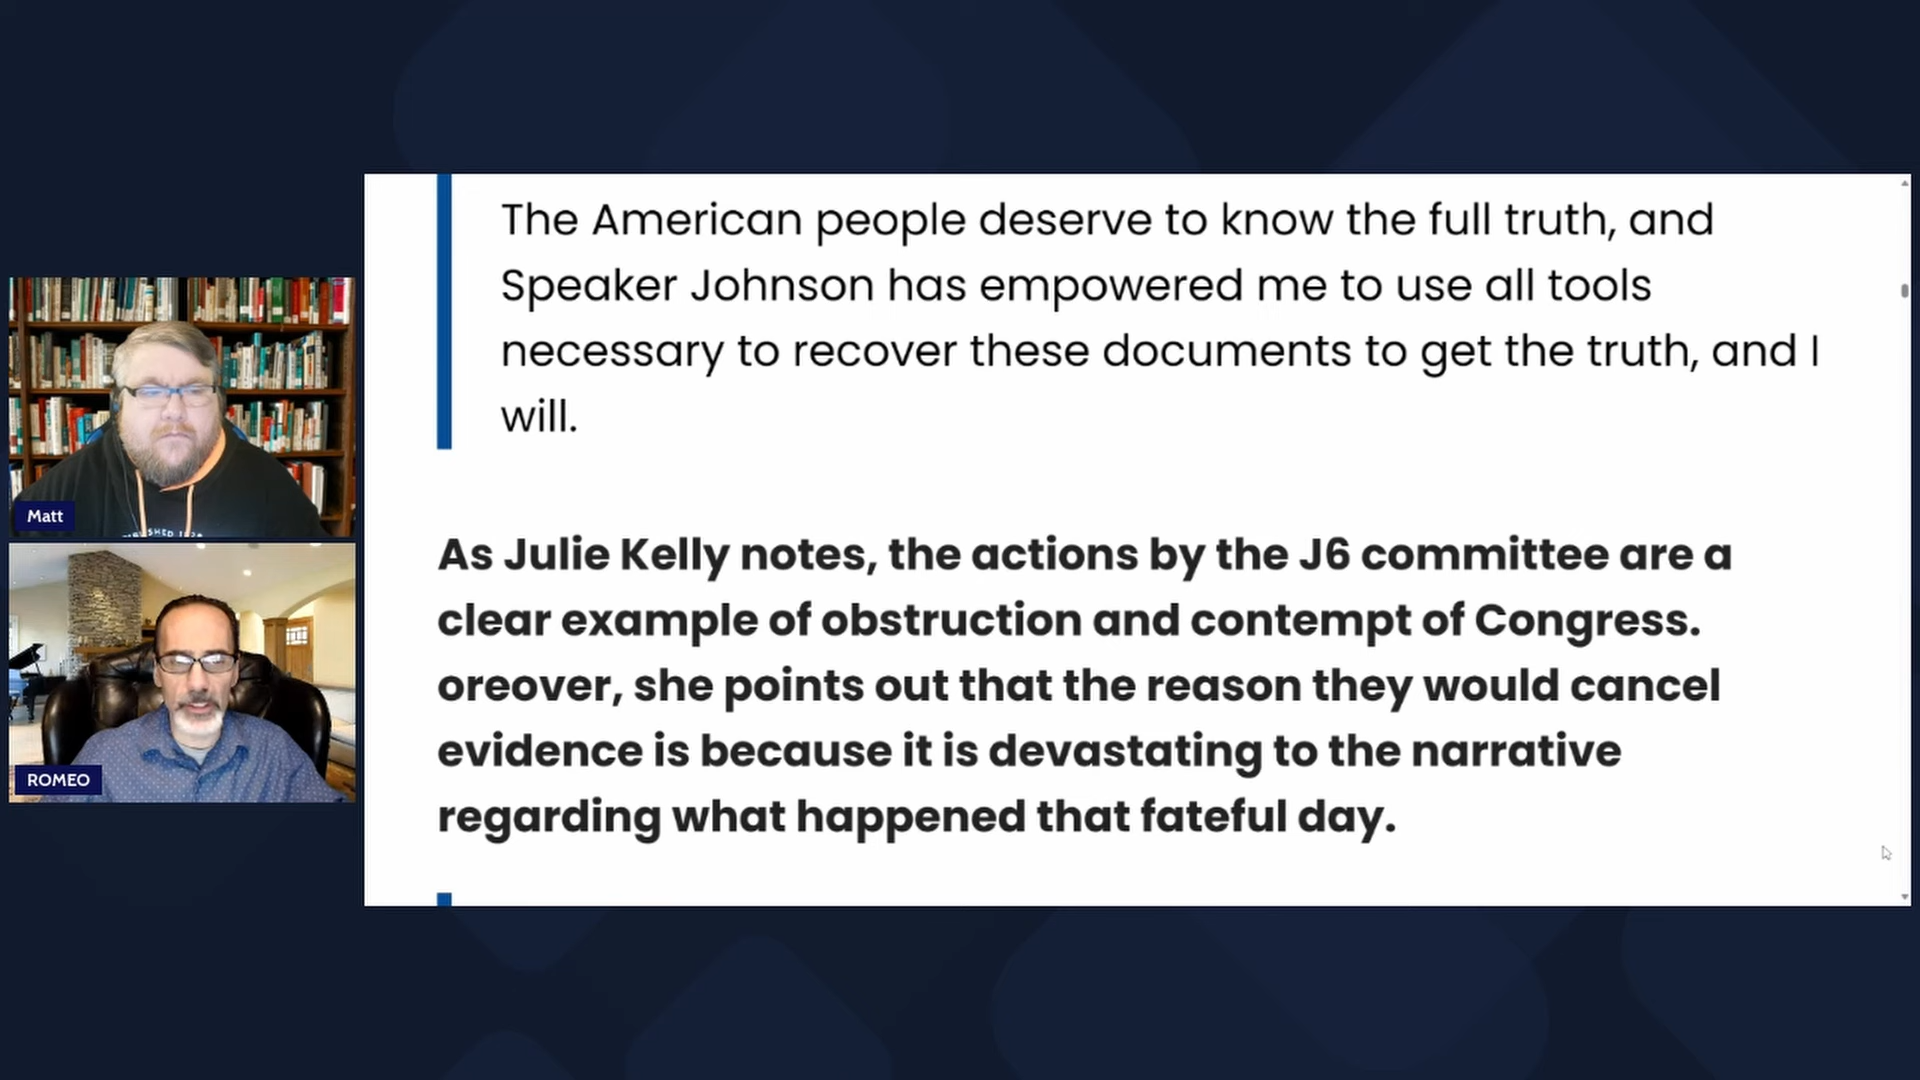 The American people deserve to know the full truth, and
Speaker Johnson has empowered me to use all tools
necessary to recover these documents to get the truth, and I
will.
As Julie Kelly notes, the actions by the J6 committee are a
clear example of obstruction and contempt of Congress.
oreover, she points out that the reason they would cancel
evidence is because it is devastating to the narrative
regarding what happened that fateful day.
Matt
ROMEO